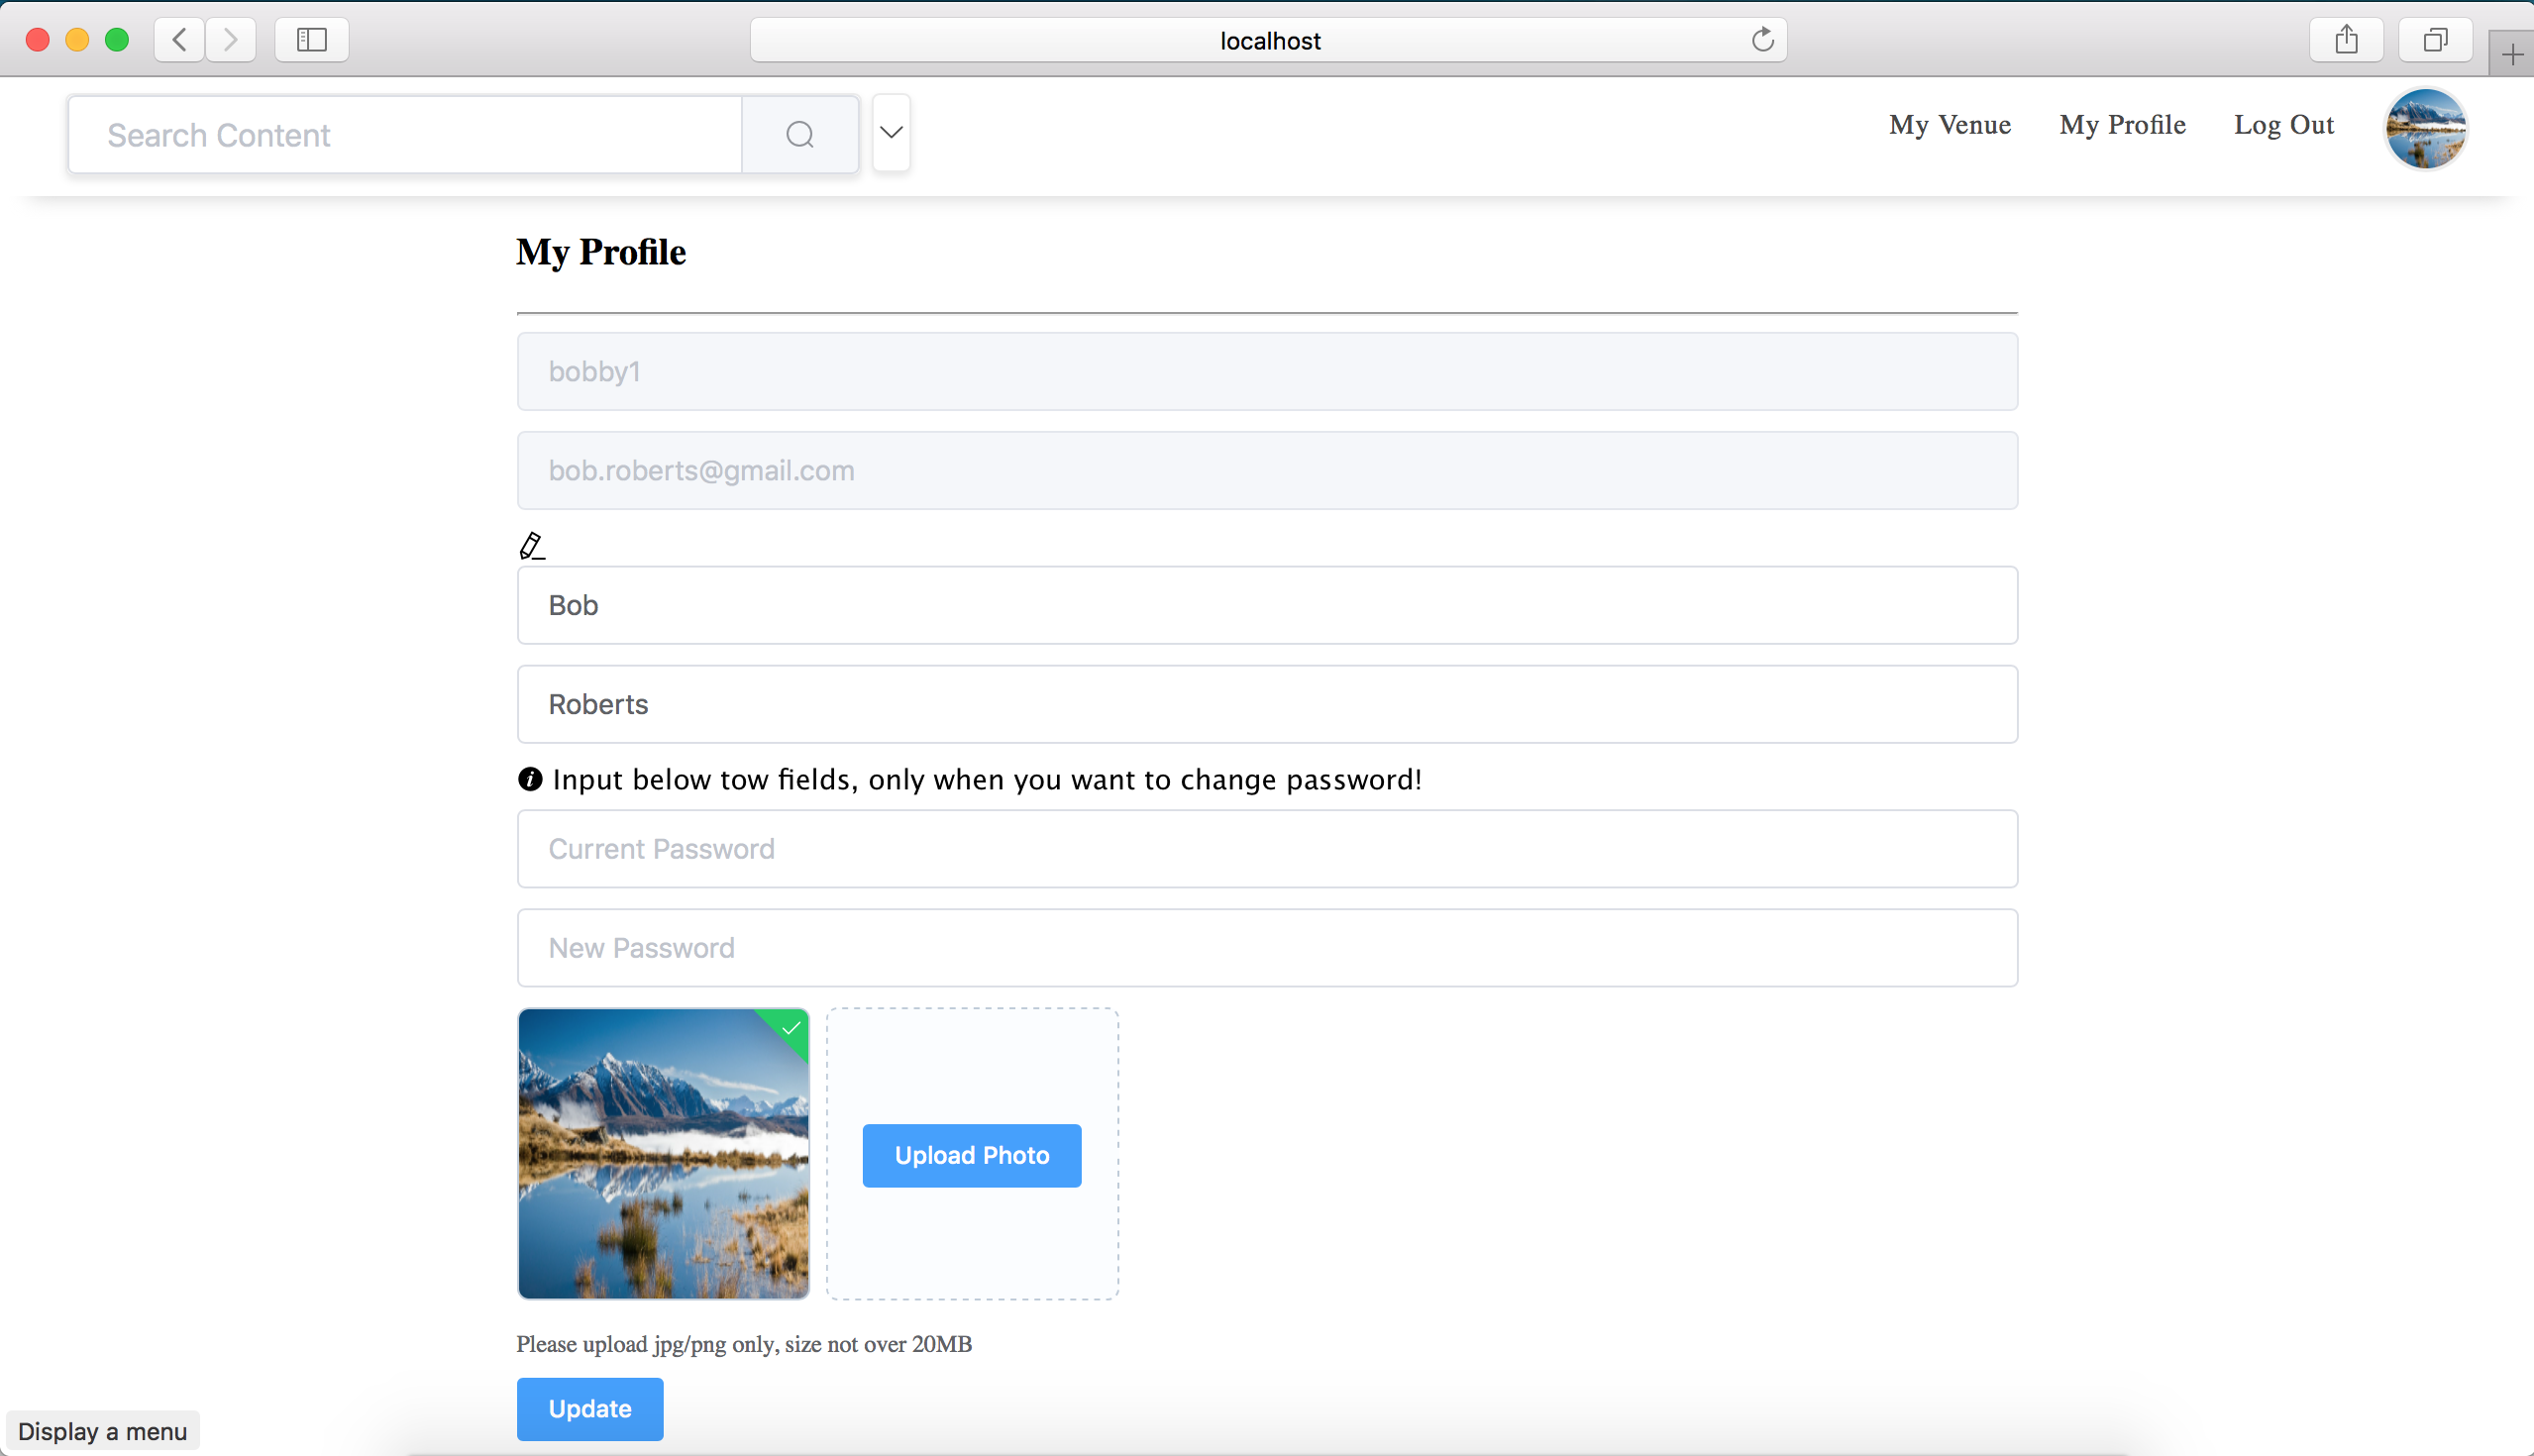 localhost
Search Content
My Venue
My Profile
Log Out
My Profile
bobby1
bob.roberts@gmail.com
Bob
Roberts
Input below tow fields, only when you want to change password!
Current Password
New Password
Upload Photo
Please upload jpg/png only, size not over 20MB
Update
Display a menu